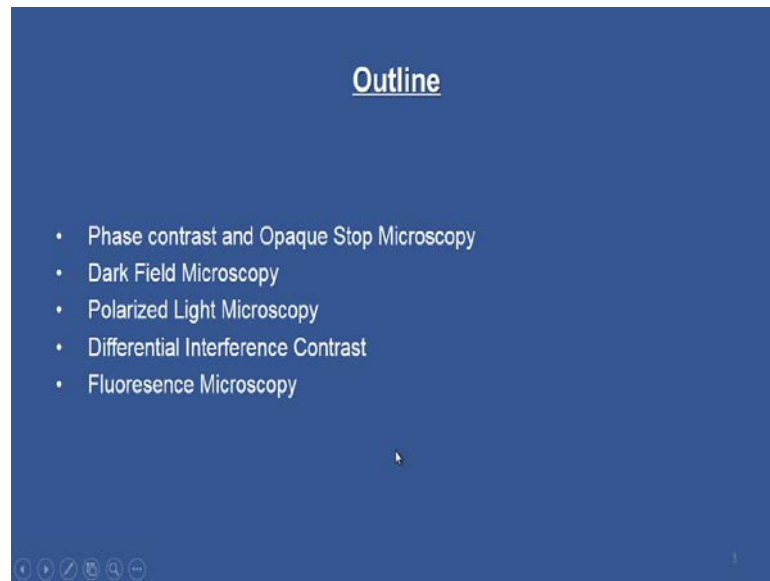 Outline
• Phase contrast and Opaque Stop Microscopy
• Dark Field Microscopy
• Polarized Light Microscopy
• Differential Interference Contrast
• Fluoresence Microscopy